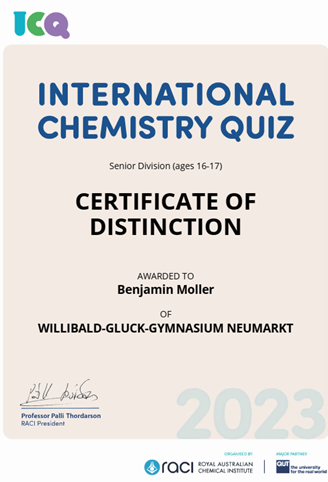 ICQ
INTERNATIONAL
CHEMISTRY QUIZ
Senior Division (ages 16-17)
CERTIFICATE OF
DISTINCTION
AWARDED TO
Benjamin Moller
OF
WILLIBALD-GLUCK-GYMNASIUM NEUMARKT
Professor Palli Thordarson
RACI President
2023
ORGANISED BY
MAJOR PARTNER
raci ROYAL AUSTRALIAN
CHEMICAL INSTITUTE
QUT the university
for the real world